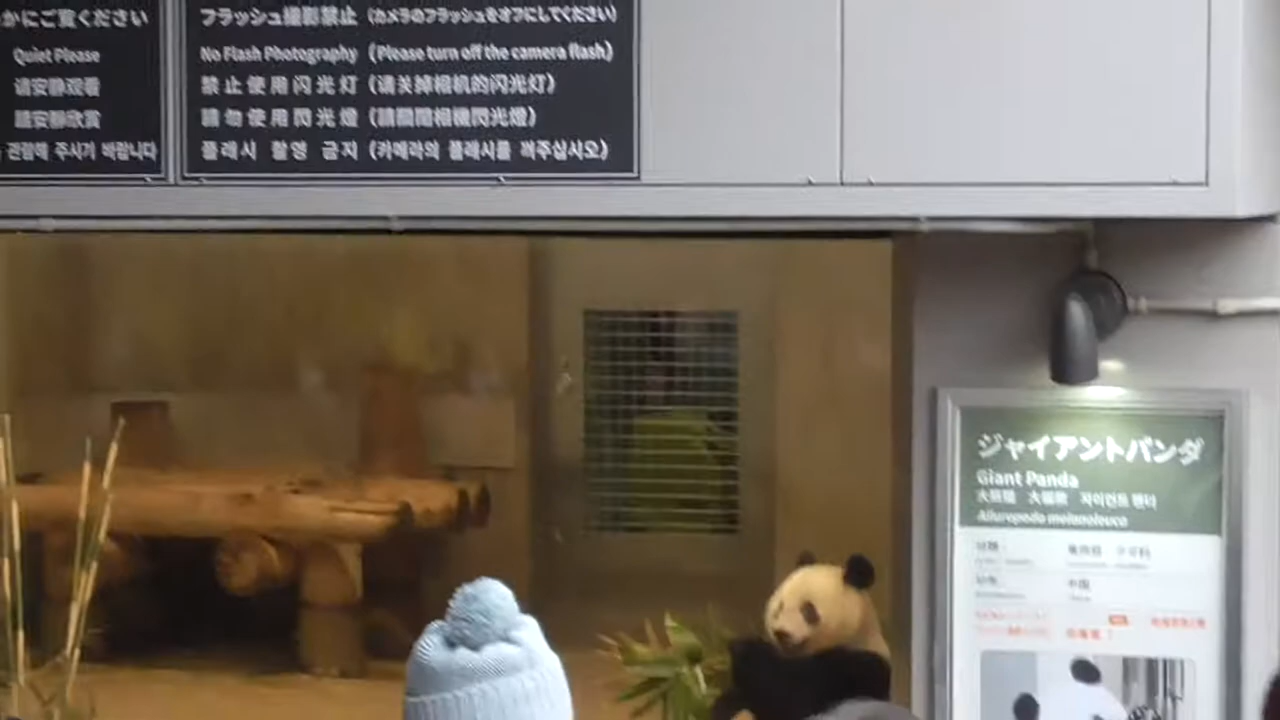 かにご覧ください
Quiet Please
请安静观看
請安靜欣賞
관람해 주시기 바랍니다
フラッシュ撮影禁止（カメラのフラッシュをオフにしてください）
No Flash Photography (Please turn off the camera flash)
禁止使用闪光灯（请关掉相机的闪光灯）
請勿使用閃光燈（請關閉相機閃光燈）
플래시 촬영 금지 (카메라의 플래시를 꺼주십시오)
ジャイアントパンダ
Giant Panda
大熊貓 자이언트 팬더
Ailuropoda melanoleuca
中国